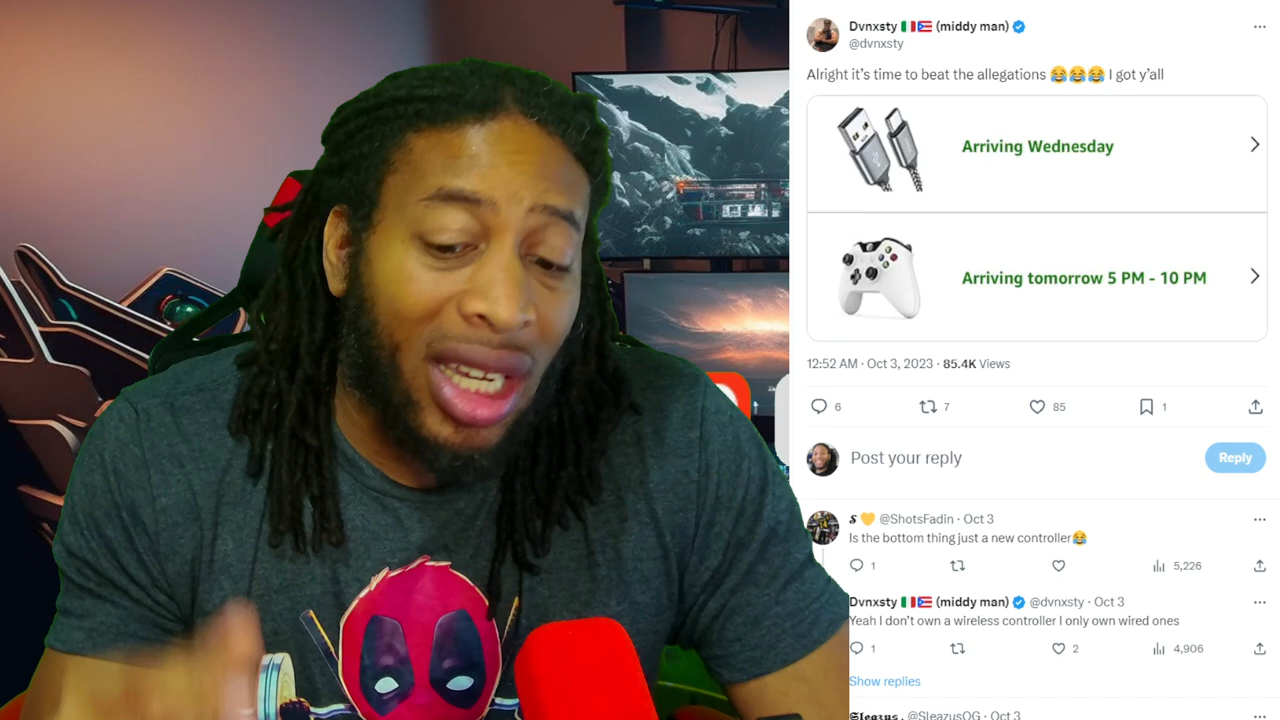 Dvnxsty 🇮🇹🇵🇷 (middy man)
@dvnxsty
Alright it’s time to beat the allegations 😂😂😂 I got y’all
Arriving Wednesday
Arriving tomorrow 5 PM - 10 PM
12:52 AM · Oct 3, 2023 · 85.4K Views
6 7 85 1
Post your reply Reply
𝑺 💛 @ShotsFadin · Oct 3
Is the bottom thing just a new controller😂
1 5,226
Dvnxsty 🇮🇹🇵🇷 (middy man) @dvnxsty · Oct 3
Yeah I don’t own a wireless controller I only own wired ones
1 2 4,906
Show replies
𝕾𝖑𝖊𝖆𝖟𝖚𝖘 . @SleazusOG · Oct 3